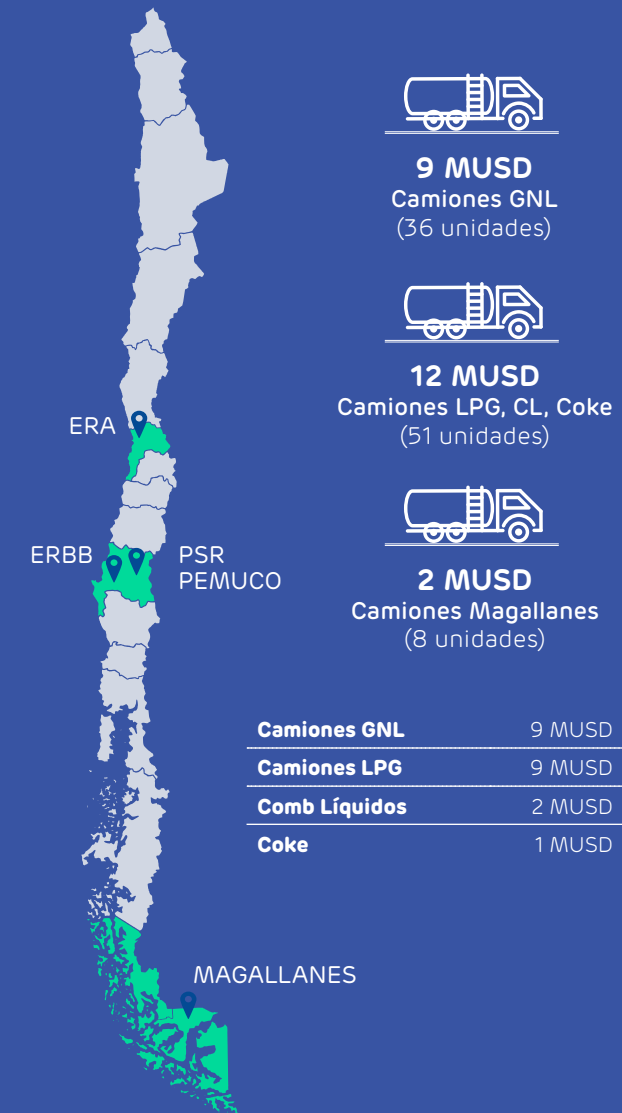 9 MUSD
Camiones GNL
(36 unidades)
12 MUSD
Camiones LPG, CL, Coke
(51 unidades)
2 MUSD
Camiones Magallanes
(8 unidades)
ERA
ERBB
PSR
PEMUCO
Camiones GNL 9 MUSD
Camiones LPG 9 MUSD
Comb Líquidos 2 MUSD
Coke 1 MUSD
MAGALLANES